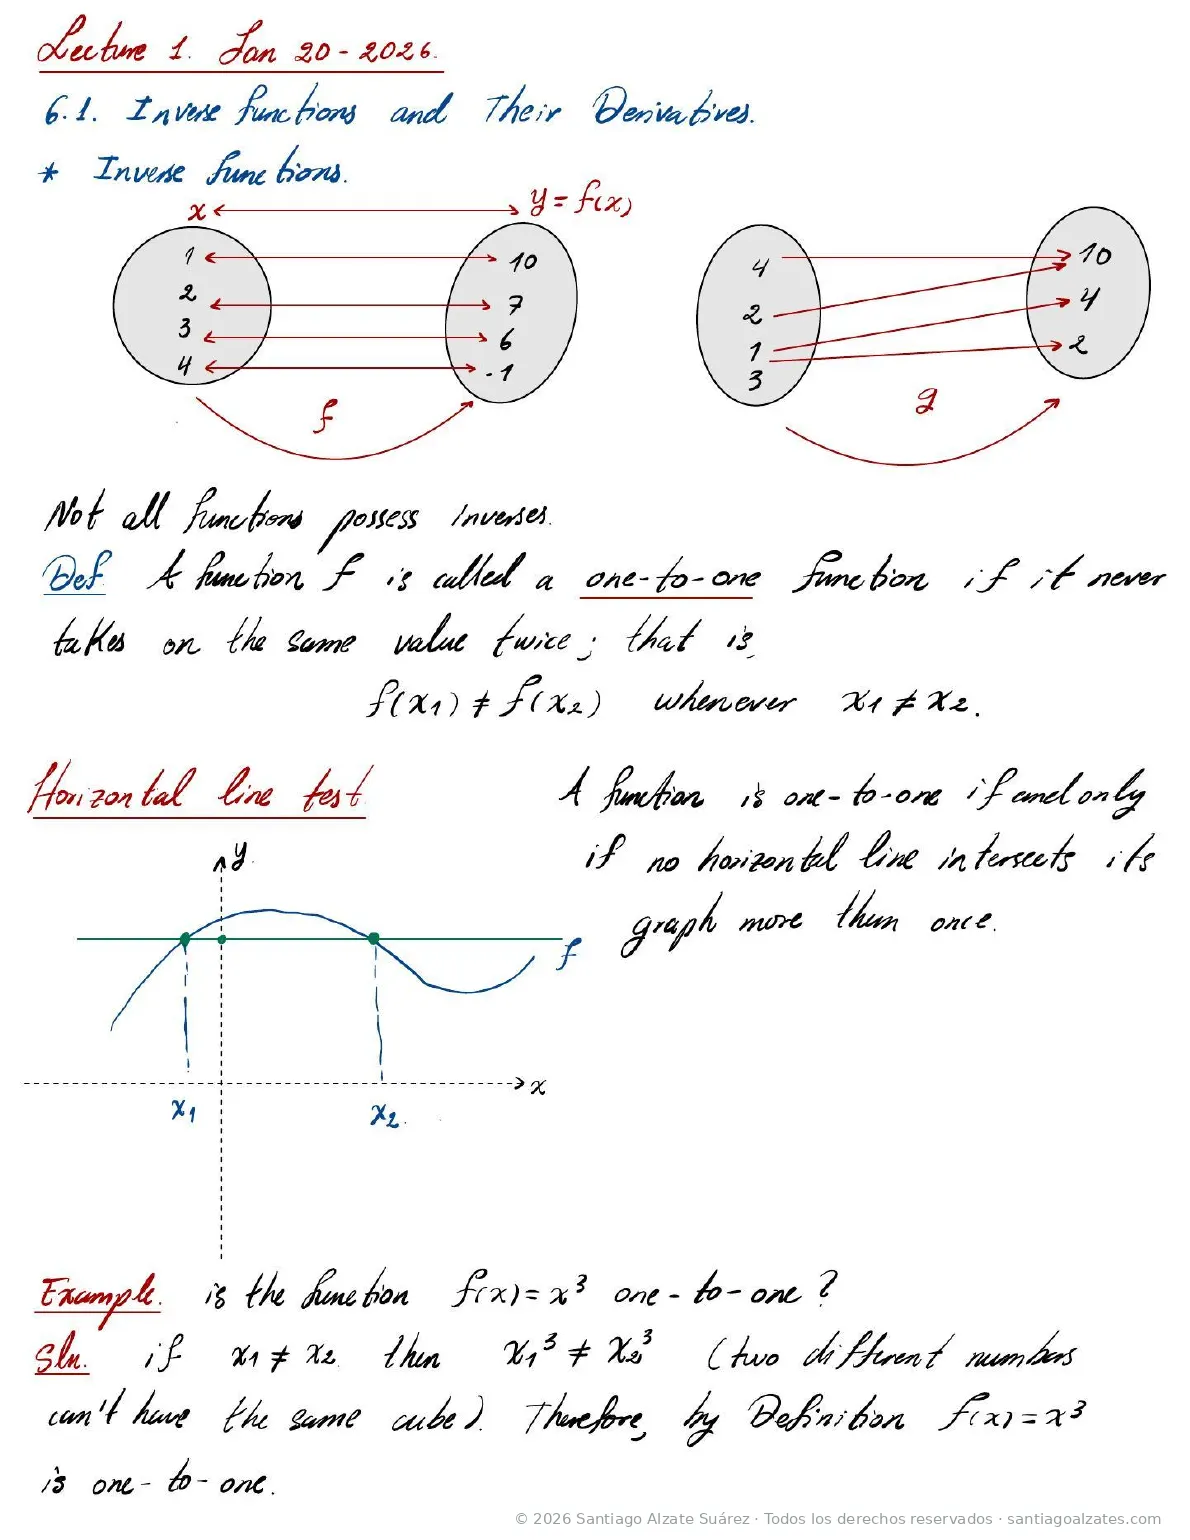 Lecture 1. Jan 20 - 2026.
6.1. Inverse functions and Their Derivatives.
* Inverse functions.
x y = f(x)
1 10
2 7
3 6
4 -1
f
4 10
2 4
1 2
3
g
Not all functions possess inverses.
Def. A function f is called a one-to-one function if it never
takes on the same value twice; that is,
f(x1) ≠ f(x2) whenever x1 ≠ x2.
Horizontal line test.
A function is one-to-one if and only
if no horizontal line intersects its
graph more than once.
y
f
x
x1 x2
Example. is the function f(x) = x³ one-to-one?
Sln. if x1 ≠ x2 then x1³ ≠ x2³ (two different numbers
can't have the same cube). Therefore, by Definition f(x) = x³
is one-to-one.
© 2026 Santiago Alzate Suárez · Todos los derechos reservados · santiagoalzates.com